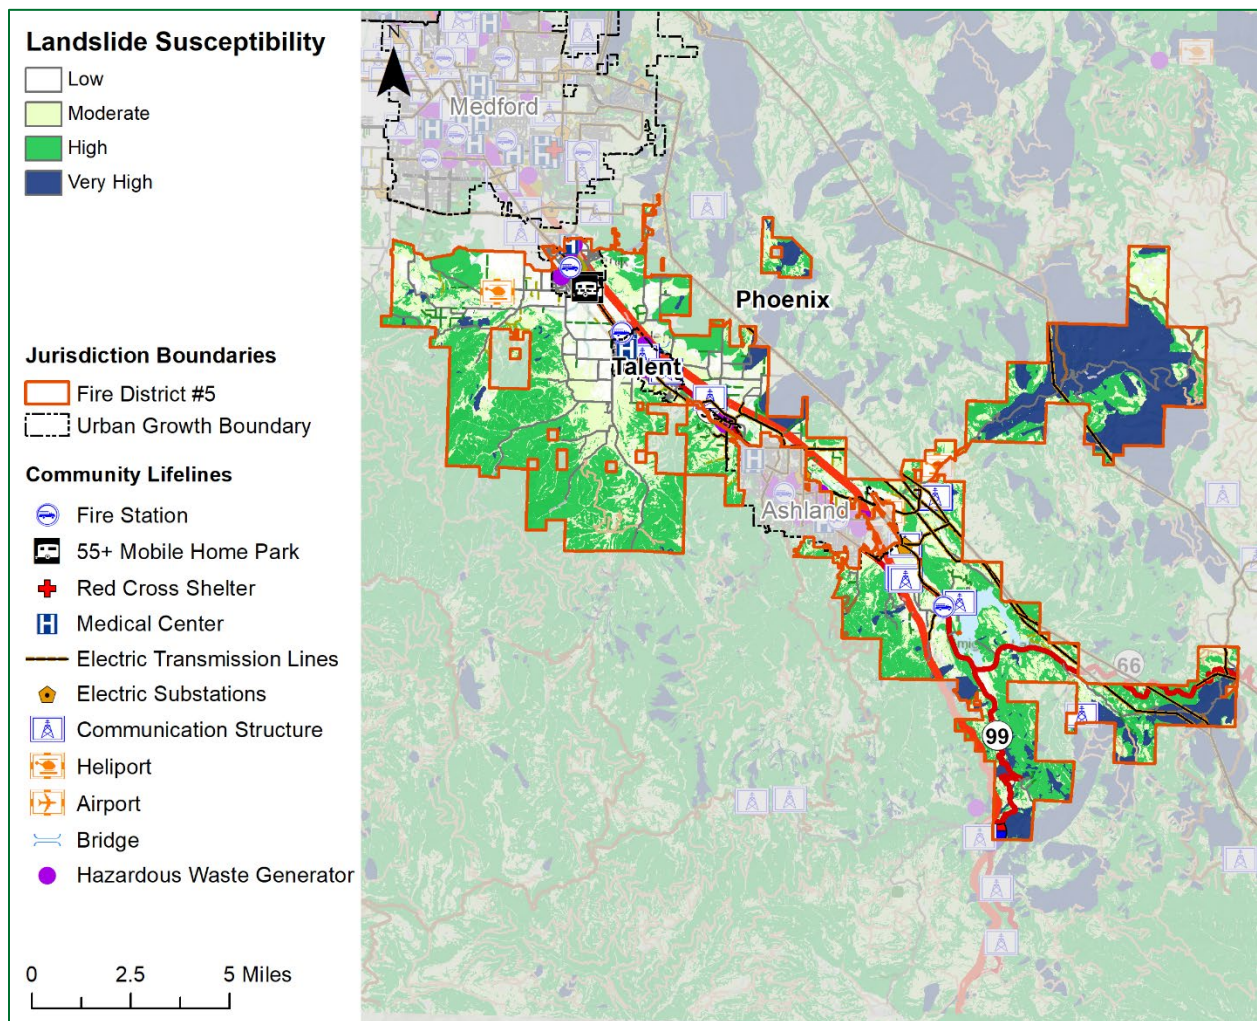 Landslide Susceptibility
Low
Moderate
High
Very High
Jurisdiction Boundaries
Fire District #5
Urban Growth Boundary
Community Lifelines
Fire Station
55+ Mobile Home Park
Red Cross Shelter
Medical Center
Electric Transmission Lines
Electric Substations
Communication Structure
Heliport
Airport
Bridge
Hazardous Waste Generator
0 2.5 5 Miles
N
Medford
Phoenix
Talent
Ashland
66
99